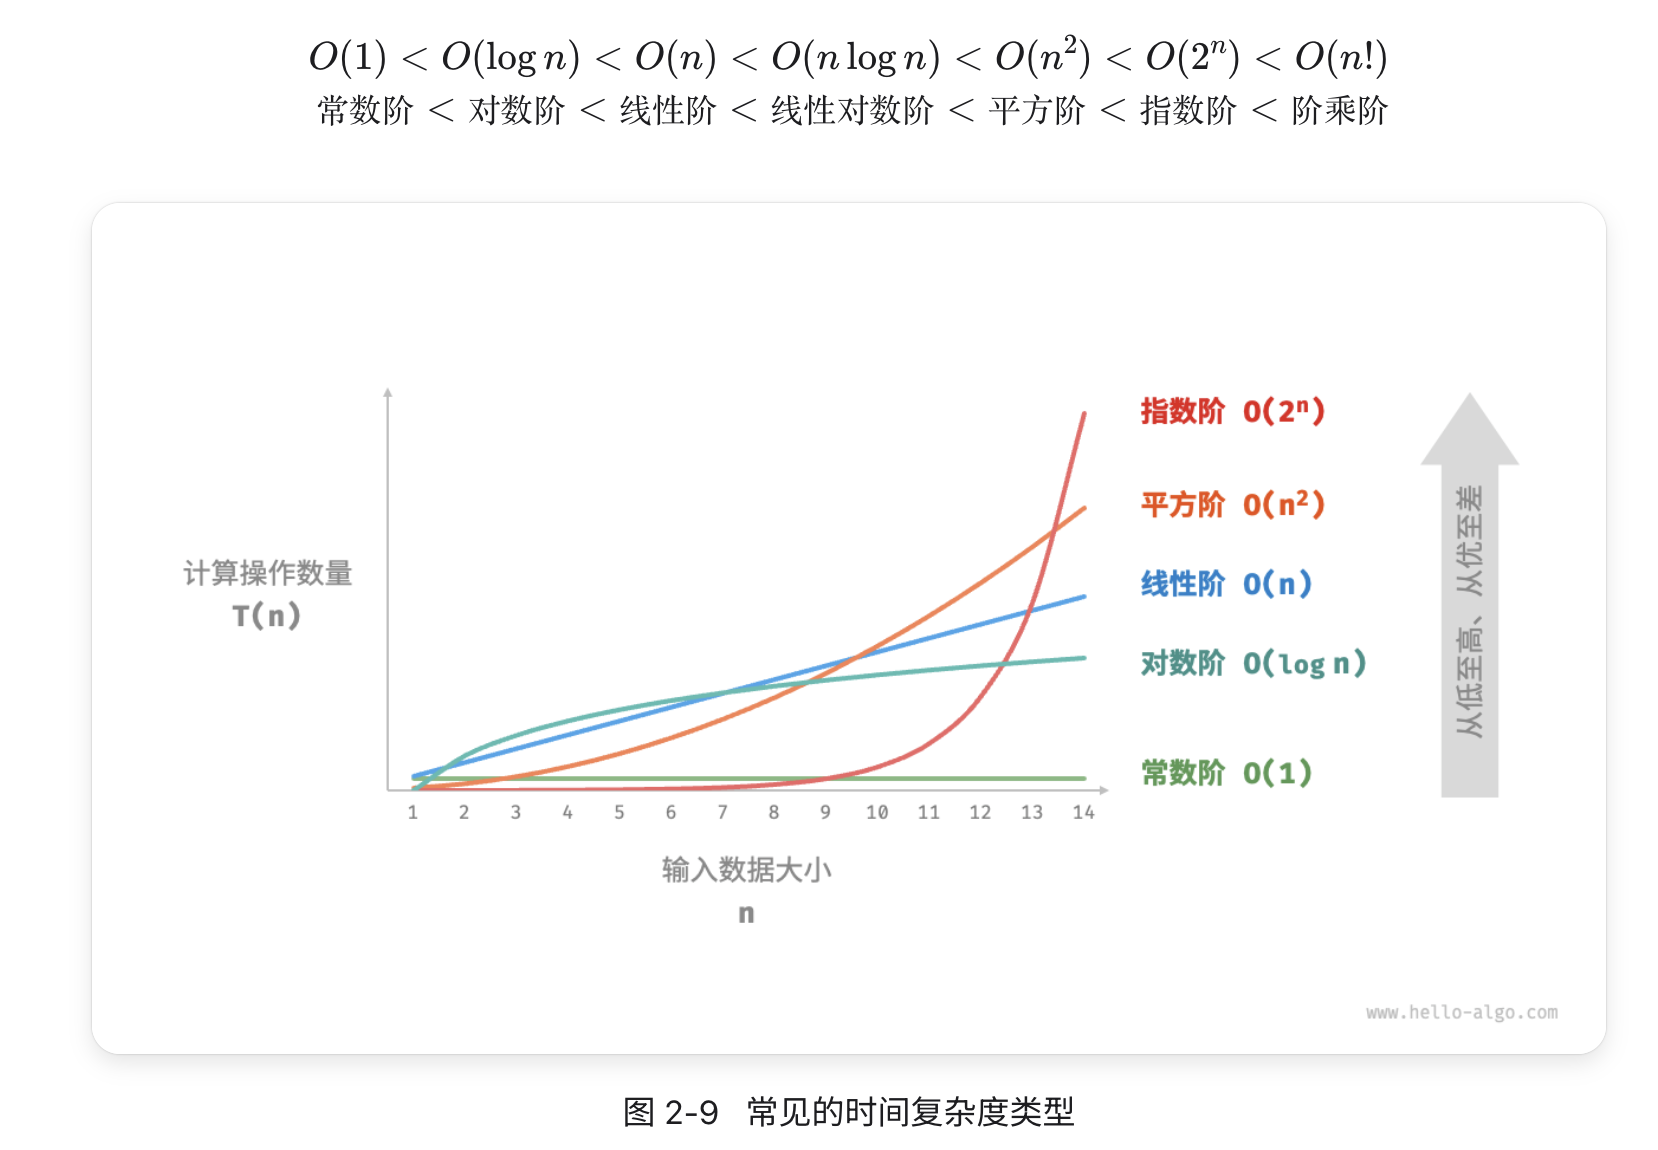 O(1) < O(log n) < O(n) < O(n log n) < O(n²) < O(2ⁿ) < O(n!)
常数阶 < 对数阶 < 线性阶 < 线性对数阶 < 平方阶 < 指数阶 < 阶乘阶
指数阶 O(2ⁿ)
平方阶 O(n²)
线性阶 O(n)
对数阶 O(log n)
常数阶 O(1)
从低至高、从优至差
计算操作数量
T(n)
1 2 3 4 5 6 7 8 9 10 11 12 13 14
输入数据大小
n
www.hello-algo.com
图 2-9 常见的时间复杂度类型